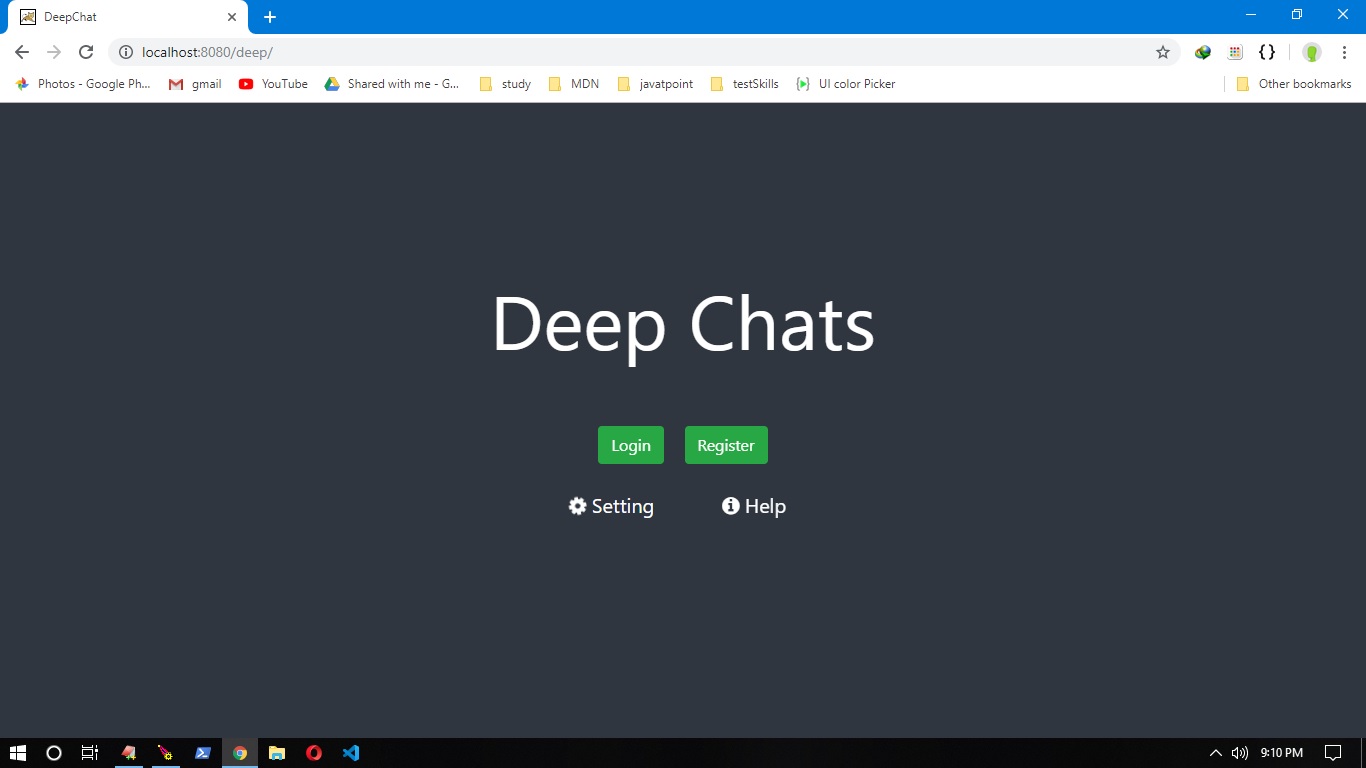 DeepChat
localhost:8080/deep/
Photos - Google Ph... gmail YouTube Shared with me - G... study MDN javatpoint testSkills UI color Picker Other bookmarks
Deep Chats
Login Register
Setting Help
9:10 PM